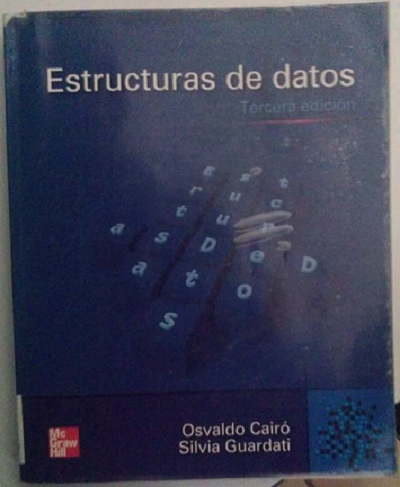 Estructuras de datos
Tercera edición
Mc
Graw
Hill
Osvaldo Cairó
Silvia Guardati